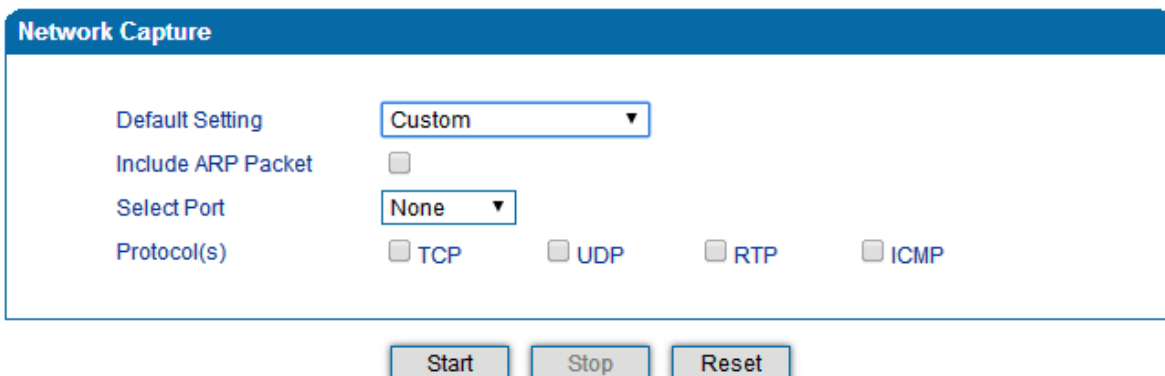 Network Capture
Default Setting Custom
Include ARP Packet
Select Port None
Protocol(s) TCP UDP RTP ICMP
Start Stop Reset